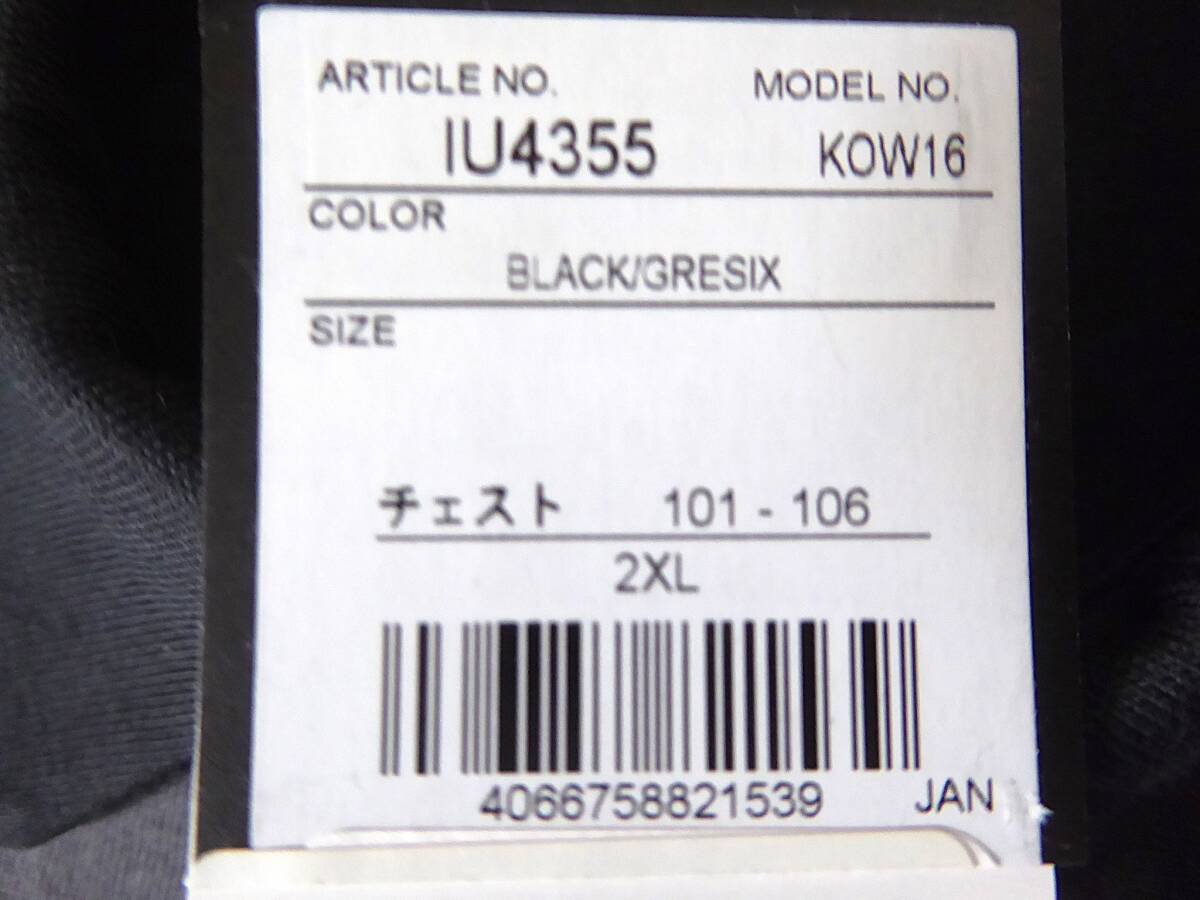 ARTICLE NO. MODEL NO.
IU4355 KOW16
COLOR
BLACK/GRESIX
SIZE
チェスト 101 - 106
2XL
4066758821539 JAN